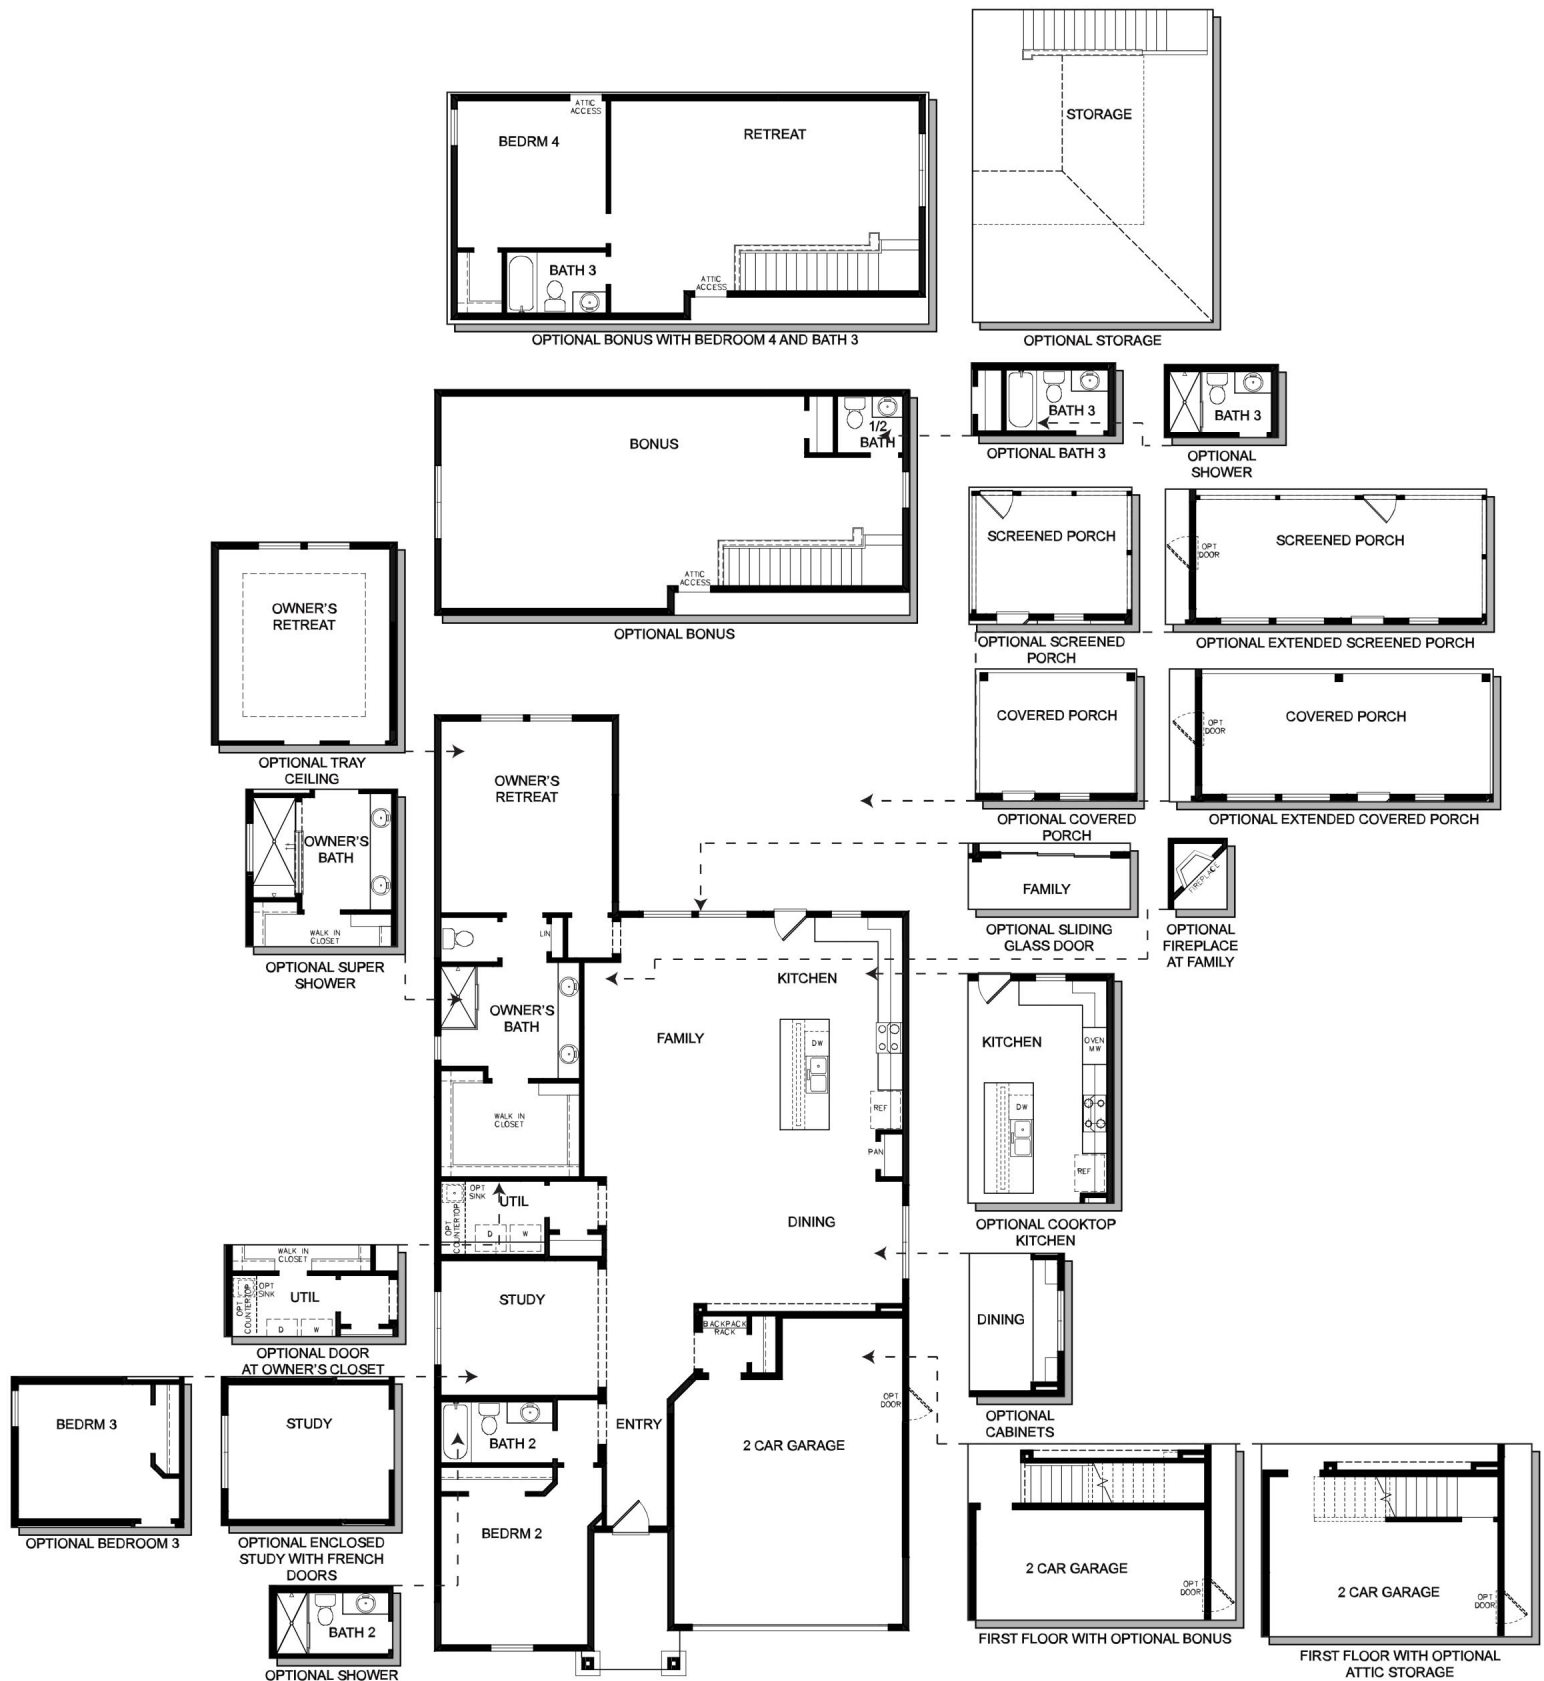 ATTIC
ACCESS
BEDRM 4
RETREAT
BATH 3
ATTIC
ACCESS
OPTIONAL BONUS WITH BEDROOM 4 AND BATH 3
STORAGE
OPTIONAL STORAGE
BONUS
1/2
BATH
ATTIC
ACCESS
OPTIONAL BONUS
BATH 3
OPTIONAL BATH 3
BATH 3
OPTIONAL
SHOWER
SCREENED PORCH
OPTIONAL SCREENED
PORCH
OPT
DOOR
SCREENED PORCH
OPTIONAL EXTENDED SCREENED PORCH
OWNER'S
RETREAT
OPTIONAL TRAY
CEILING
COVERED PORCH
OPTIONAL COVERED
PORCH
OPT
DOOR
COVERED PORCH
OPTIONAL EXTENDED COVERED PORCH
OWNER'S
BATH
WALK IN
CLOSET
OPTIONAL SUPER
SHOWER
FAMILY
OPTIONAL SLIDING
GLASS DOOR
FIREPLACE
OPTIONAL
FIREPLACE
AT FAMILY
OWNER'S
RETREAT
LIN
OWNER'S
BATH
WALK IN
CLOSET
KITCHEN
FAMILY
DW
REF
PAN
DINING
OPT
SINK
UTIL
OPT
COUNTERTOP
D
W
STUDY
BACKPACK
RACK
OPT
DOOR
ENTRY
2 CAR GARAGE
BATH 2
BEDRM 2
KITCHEN
OVEN
MW
DW
REF
OPTIONAL COOKTOP
KITCHEN
DINING
OPTIONAL
CABINETS
WALK IN
CLOSET
OPT
SINK
OPT
COUNTERTOP
UTIL
D
W
OPTIONAL DOOR
AT OWNER'S CLOSET
BEDRM 3
OPTIONAL BEDROOM 3
STUDY
OPTIONAL ENCLOSED
STUDY WITH FRENCH
DOORS
BATH 2
OPTIONAL SHOWER
2 CAR GARAGE
OPT
DOOR
FIRST FLOOR WITH OPTIONAL BONUS
2 CAR GARAGE
OPT
DOOR
FIRST FLOOR WITH OPTIONAL
ATTIC STORAGE